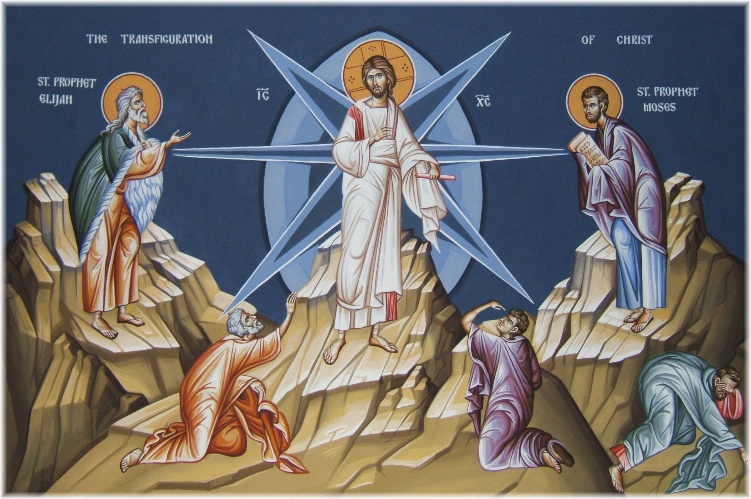 THE TRANSFIGURATION OF CHRIST
ST. PROPHET
ELIJAH
IC
XC
ST. PROPHET
MOSES